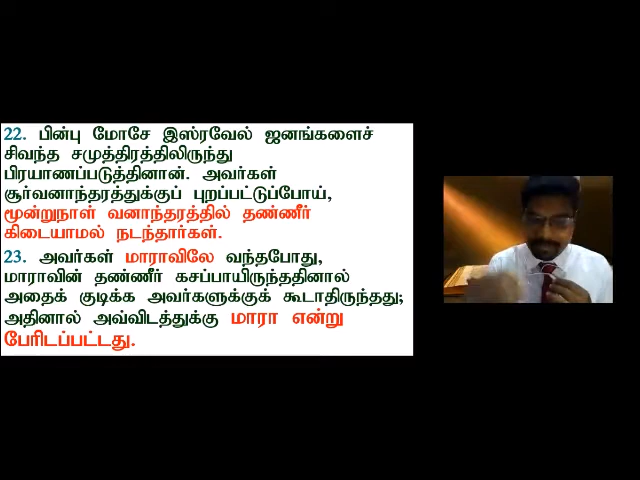 22. பின்பு மோசே இஸ்ரவேல் ஜனங்களைச்
சிவந்த சமுத்திரத்திலிருந்து
பிரயாணப்படுத்தினான். அவர்கள்
சூர்வனாந்தரத்துக்குப் புறப்பட்டுப்போய்,
மூன்றுநாள் வனாந்தரத்தில் தண்ணீர்
கிடையாமல் நடந்தார்கள்.
23. அவர்கள் மாராவிலே வந்தபோது,
மாராவின் தண்ணீர் கசப்பாயிருந்ததினால்
அதைக் குடிக்க அவர்களுக்குக் கூடாதிருந்தது;
அதினால் அவ்விடத்துக்கு மாரா என்று
பேரிடப்பட்டது.